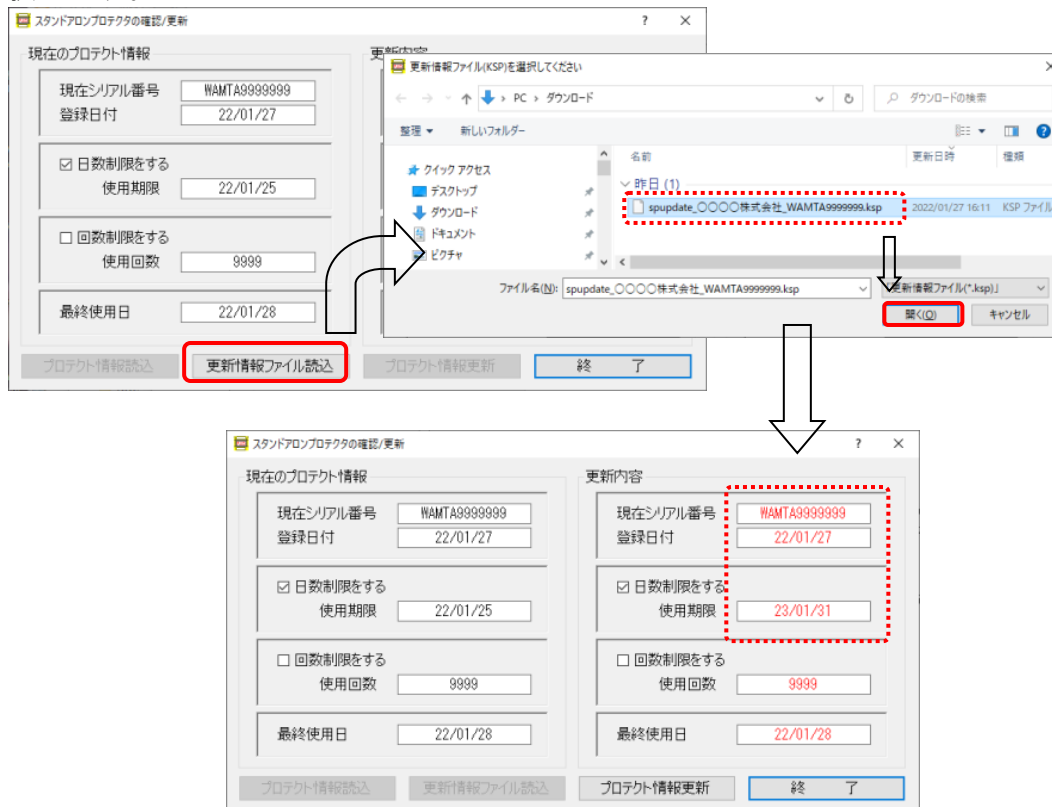 スタンドアロンプロテクタの確認/更新
現在のプロテクト情報
現在シリアル番号 WAMTA9999999
登録日付 22/01/27
日数制限をする
使用期限 22/01/25
回数制限をする
使用回数 9999
最終使用日 22/01/28
プロテクト情報読込 更新情報ファイル読込 プロテクト情報更新 終 了
更新情報ファイル(KSP)を選択してください
PC › ダウンロード
ダウンロードの検索
整理 新しいフォルダー
名前 更新日時 種類
クイック アクセス
デスクトップ
ダウンロード
ドキュメント
ピクチャ
昨日 (1)
spupdate_〇〇〇〇株式会社_WAMTA9999999.ksp 2022/01/27 16:11 KSP ファイル
ファイル名(N): spupdate_〇〇〇〇株式会社_WAMTA9999999.ksp
更新情報ファイル(*.ksp)」
開く(O) キャンセル
スタンドアロンプロテクタの確認/更新
現在のプロテクト情報
現在シリアル番号 WAMTA9999999
登録日付 22/01/27
日数制限をする
使用期限 22/01/25
回数制限をする
使用回数 9999
最終使用日 22/01/28
更新内容
現在シリアル番号 WAMTA9999999
登録日付 22/01/27
日数制限をする
使用期限 23/01/31
回数制限をする
使用回数 9999
最終使用日 22/01/28
プロテクト情報読込 更新情報ファイル読込 プロテクト情報更新 終 了